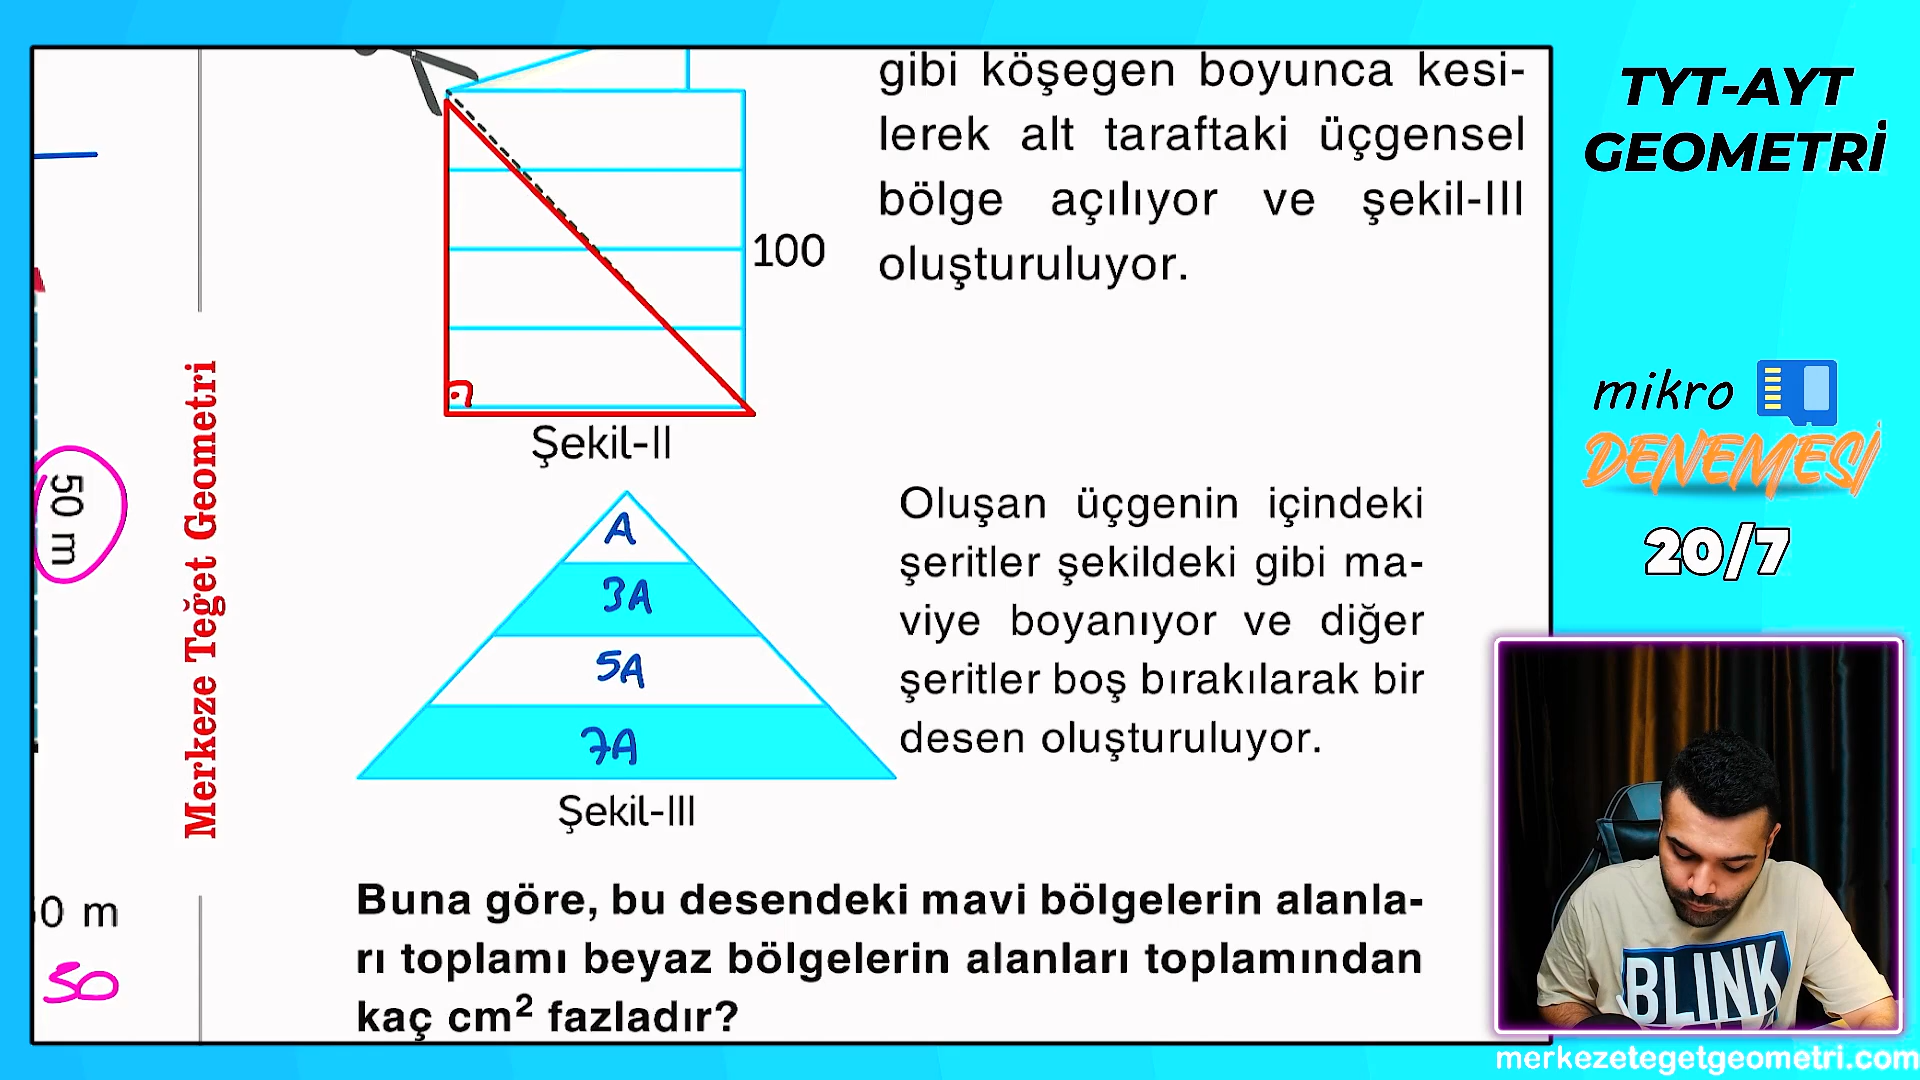 gibi köşegen boyunca kesi-
lerek alt taraftaki üçgensel
bölge açılıyor ve şekil-III
oluşturuluyor.
100
Şekil-II
Merkeze Teğet Geometri
50 m
Oluşan üçgenin içindeki
şeritler şekildeki gibi ma-
viye boyanıyor ve diğer
şeritler boş bırakılarak bir
desen oluşturuluyor.
A
3A
5A
7A
Şekil-III
0 m
50
Buna göre, bu desendeki mavi bölgelerin alanla-
rı toplamı beyaz bölgelerin alanları toplamından
kaç cm² fazladır?
TYT-AYT
GEOMETRİ
mikro
DENEMESİ
20/7
BLINK
merkezetegetgeometri.com